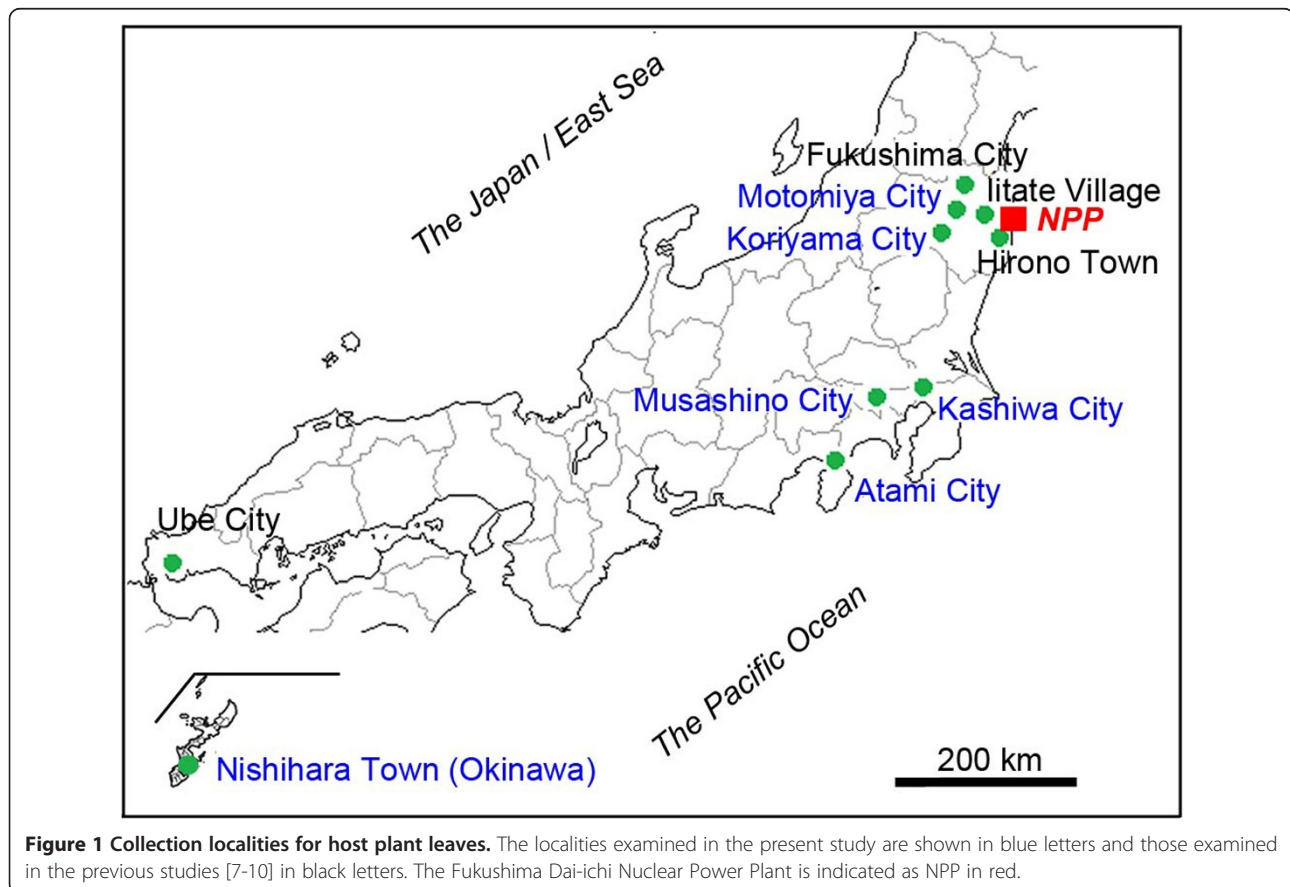 The Japan / East Sea
Fukushima City
Motomiya City
Iitate Village
NPP
Koriyama City
Hirono Town
Musashino City
Kashiwa City
Atami City
Ube City
The Pacific Ocean
Nishihara Town (Okinawa)
200 km
Figure 1 Collection localities for host plant leaves. The localities examined in the present study are shown in blue letters and those examined
in the previous studies [7-10] in black letters. The Fukushima Dai-ichi Nuclear Power Plant is indicated as NPP in red.